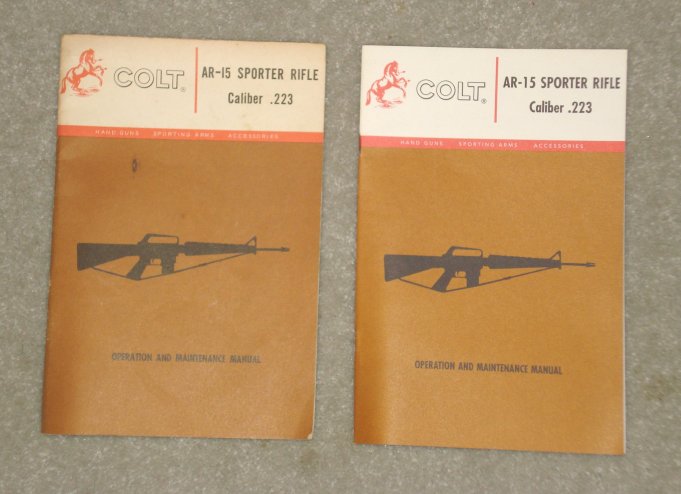 COLT®
AR-15 SPORTER RIFLE
Caliber .223
HAND GUNS SPORTING ARMS ACCESSORIES
OPERATION AND MAINTENANCE MANUAL
COLT®
AR-15 SPORTER RIFLE
Caliber .223
HAND GUNS SPORTING ARMS ACCESSORIES
OPERATION AND MAINTENANCE MANUAL